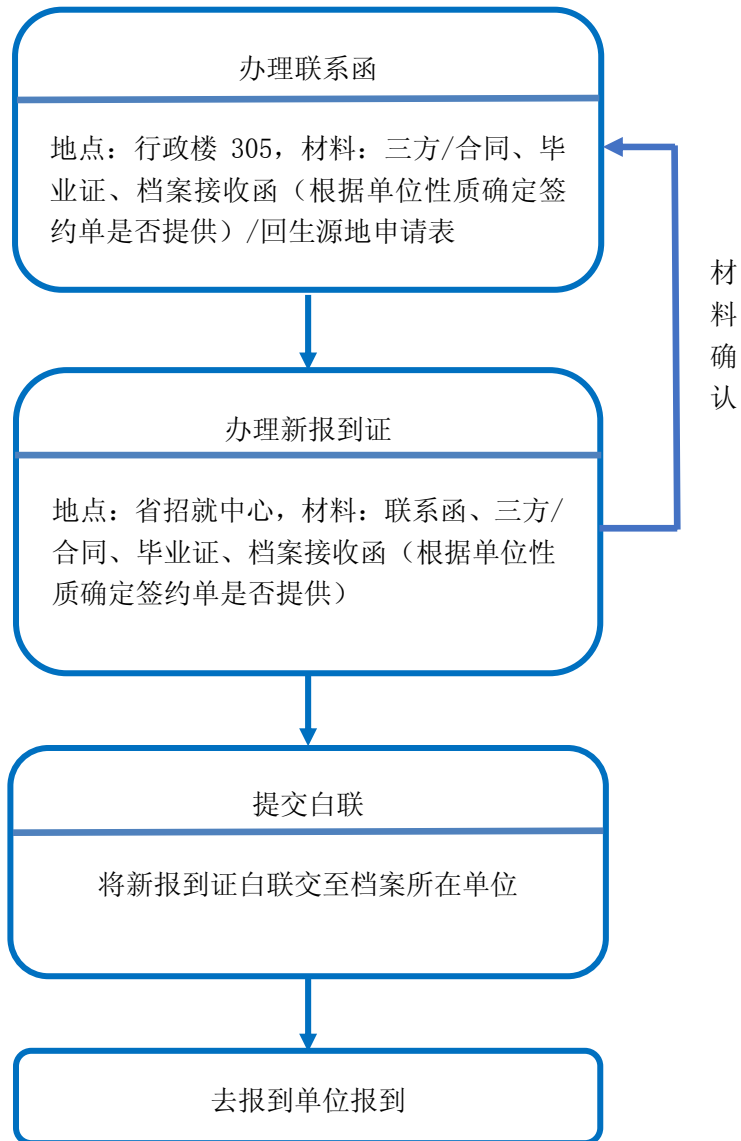 办理联系函
地点：行政楼 305，材料：三方/合同、毕
业证、档案接收函（根据单位性质确定签
约单是否提供）/回生源地申请表
材
料
确
认
办理新报到证
地点：省招就中心，材料：联系函、三方/
合同、毕业证、档案接收函（根据单位性
质确定签约单是否提供）
提交白联
将新报到证白联交至档案所在单位
去报到单位报到